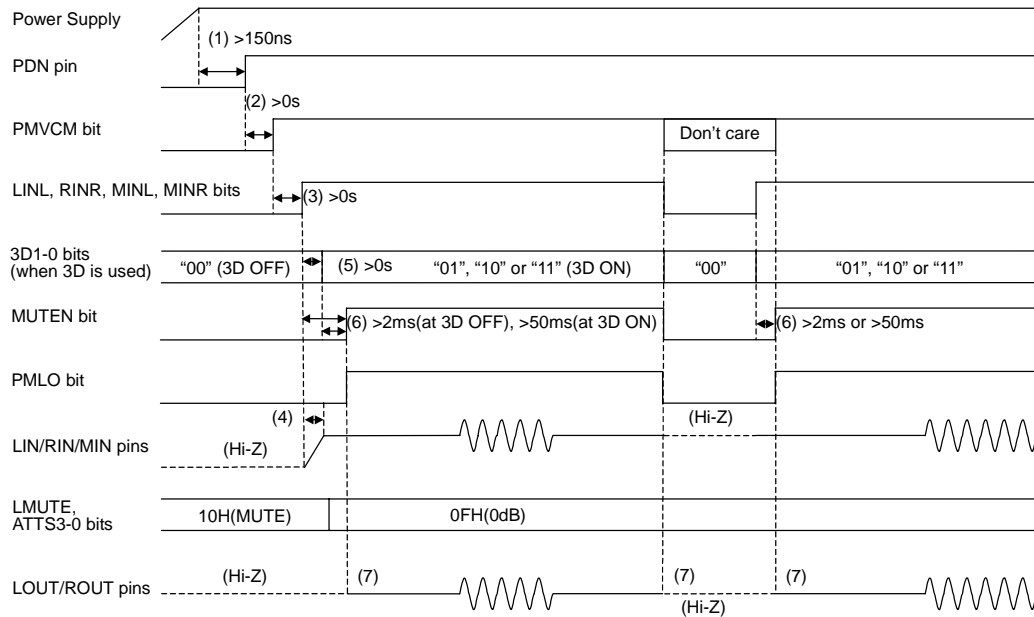 Power Supply
(1) >150ns
PDN pin
(2) >0s
PMVCM bit
Don't care
LINL, RINR, MINL, MINR bits
(3) >0s
3D1-0 bits
(when 3D is used)
“00” (3D OFF)
(5) >0s
“01”, “10” or “11” (3D ON)
“00”
“01”, “10” or “11”
MUTEN bit
(6) >2ms(at 3D OFF), >50ms(at 3D ON)
(6) >2ms or >50ms
PMLO bit
(4)
(Hi-Z)
LIN/RIN/MIN pins
(Hi-Z)
LMUTE,
ATTS3-0 bits
10H(MUTE)
0FH(0dB)
LOUT/ROUT pins
(Hi-Z)
(7)
(7)
(Hi-Z)
(7)